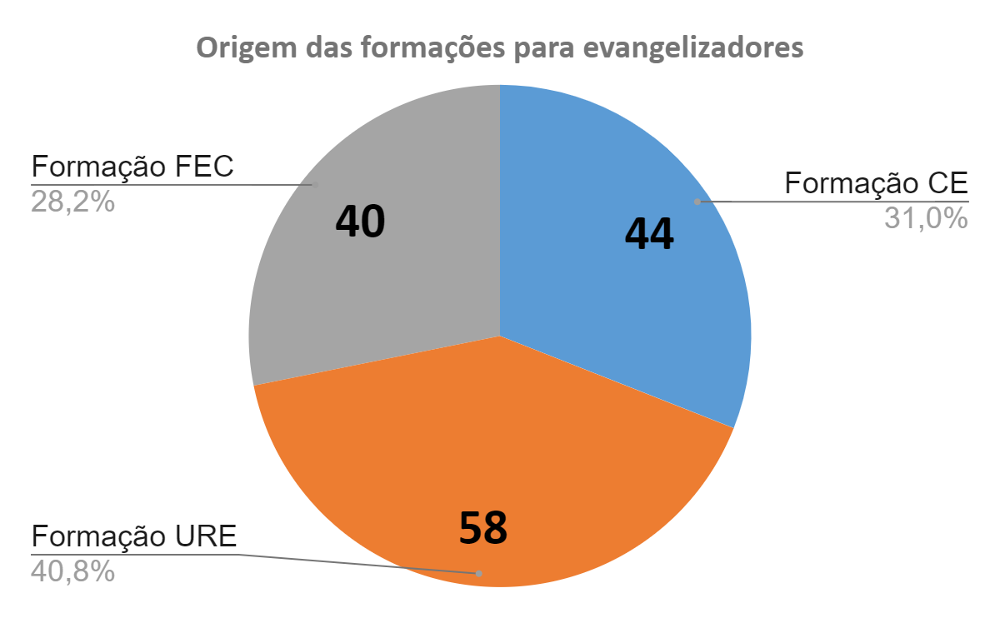 Origem das formações para evangelizadores
Formação FEC
28,2%
40
Formação CE
31,0%
44
Formação URE
40,8%
58